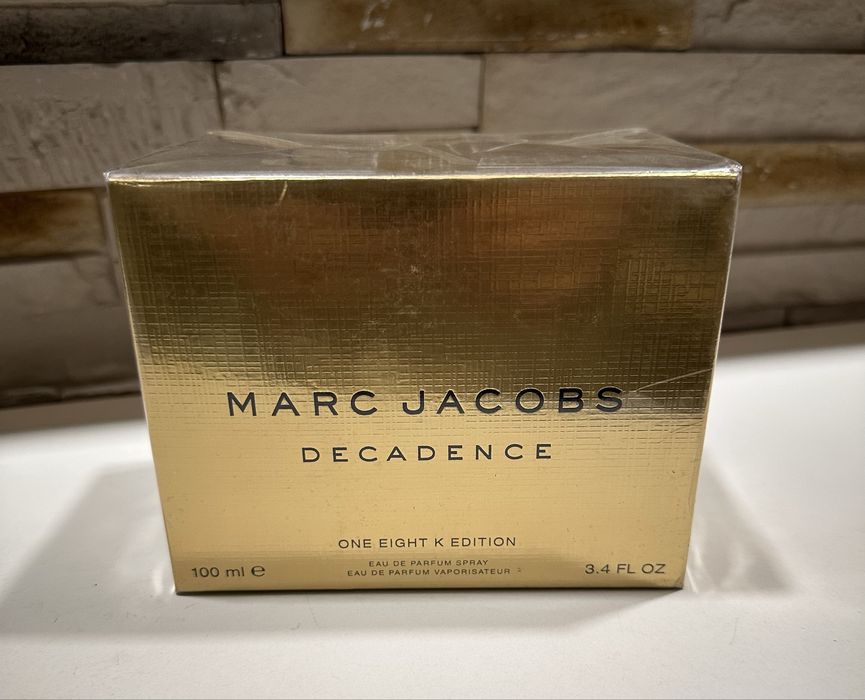 MARC JACOBS
DECADENCE
ONE EIGHT K EDITION
EAU DE PARFUM SPRAY
EAU DE PARFUM VAPORISATEUR
100 ml ℮
3.4 FL OZ